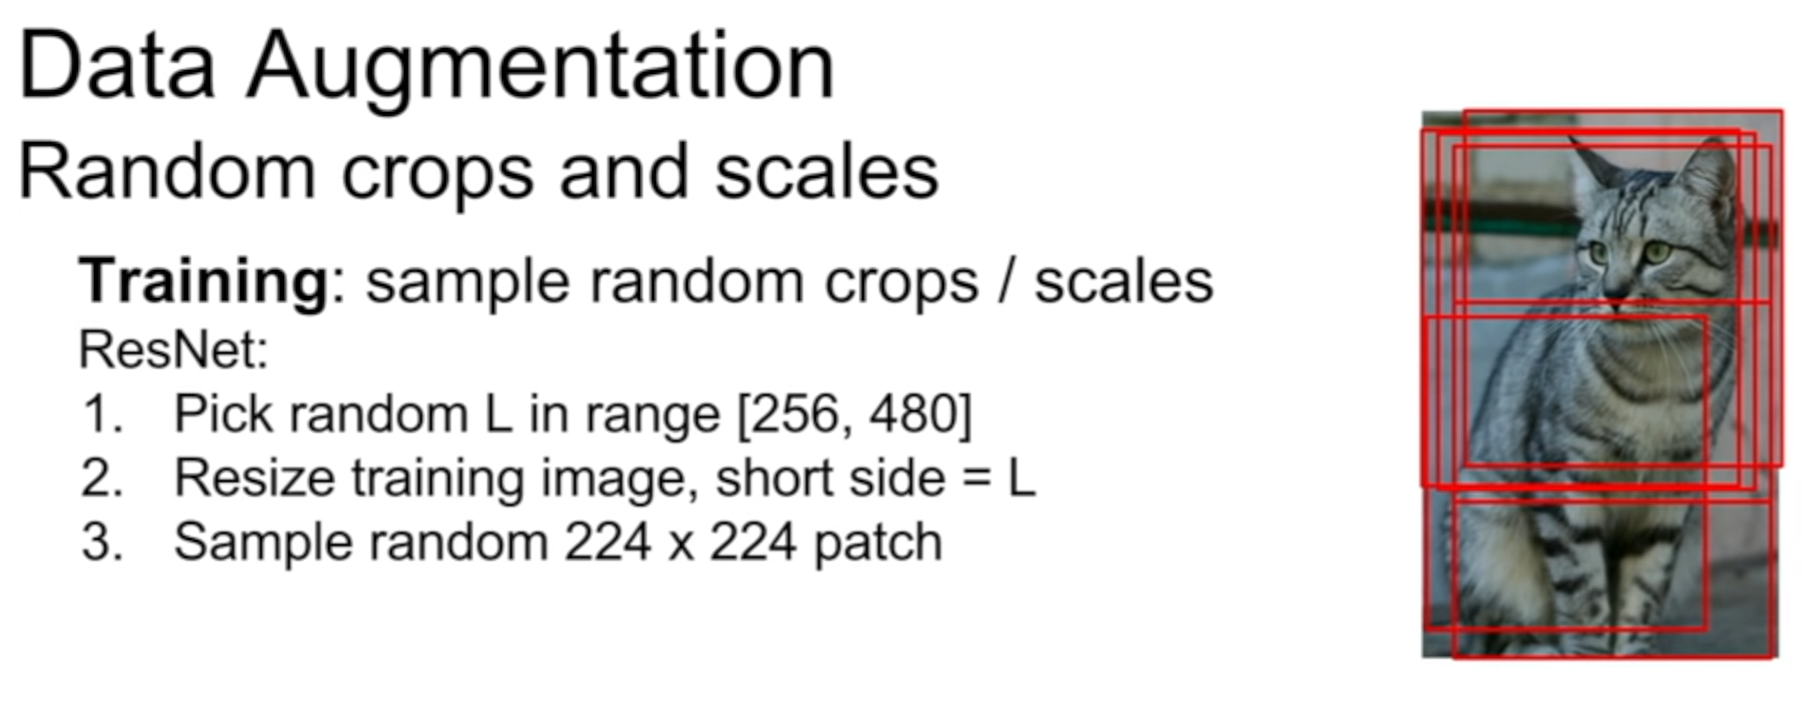 Data Augmentation
Random crops and scales
Training: sample random crops / scales
ResNet:
1. Pick random L in range [256, 480]
2. Resize training image, short side = L
3. Sample random 224 x 224 patch